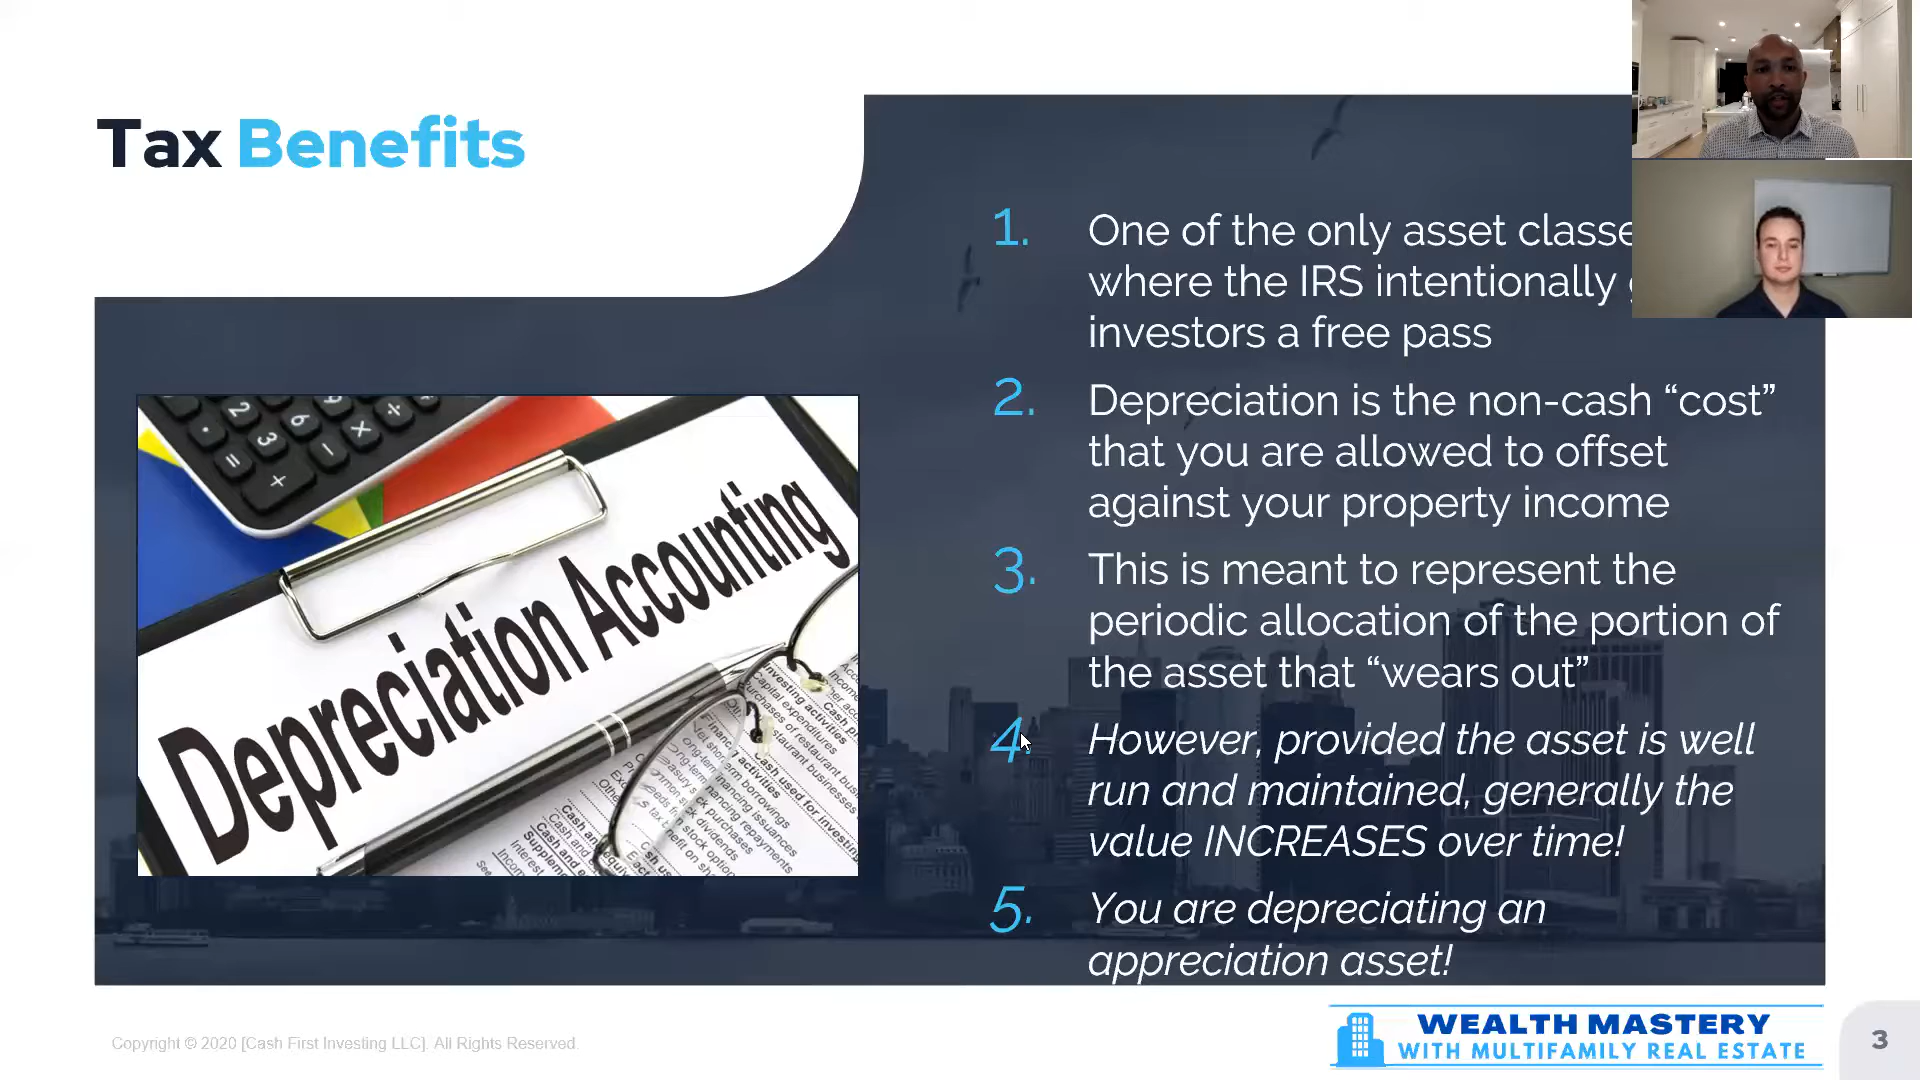 Tax Benefits
1. One of the only asset classe
where the IRS intentionally
investors a free pass
2. Depreciation is the non-cash “cost”
that you are allowed to offset
against your property income
3. This is meant to represent the
periodic allocation of the portion of
the asset that “wears out”
4. However, provided the asset is well
run and maintained, generally the
value INCREASES over time!
5. You are depreciating an
appreciation asset!
Depreciation Accounting
Copyright © 2020 [Cash First Investing LLC]. All Rights Reserved.
WEALTH MASTERY
WITH MULTIFAMILY REAL ESTATE
3